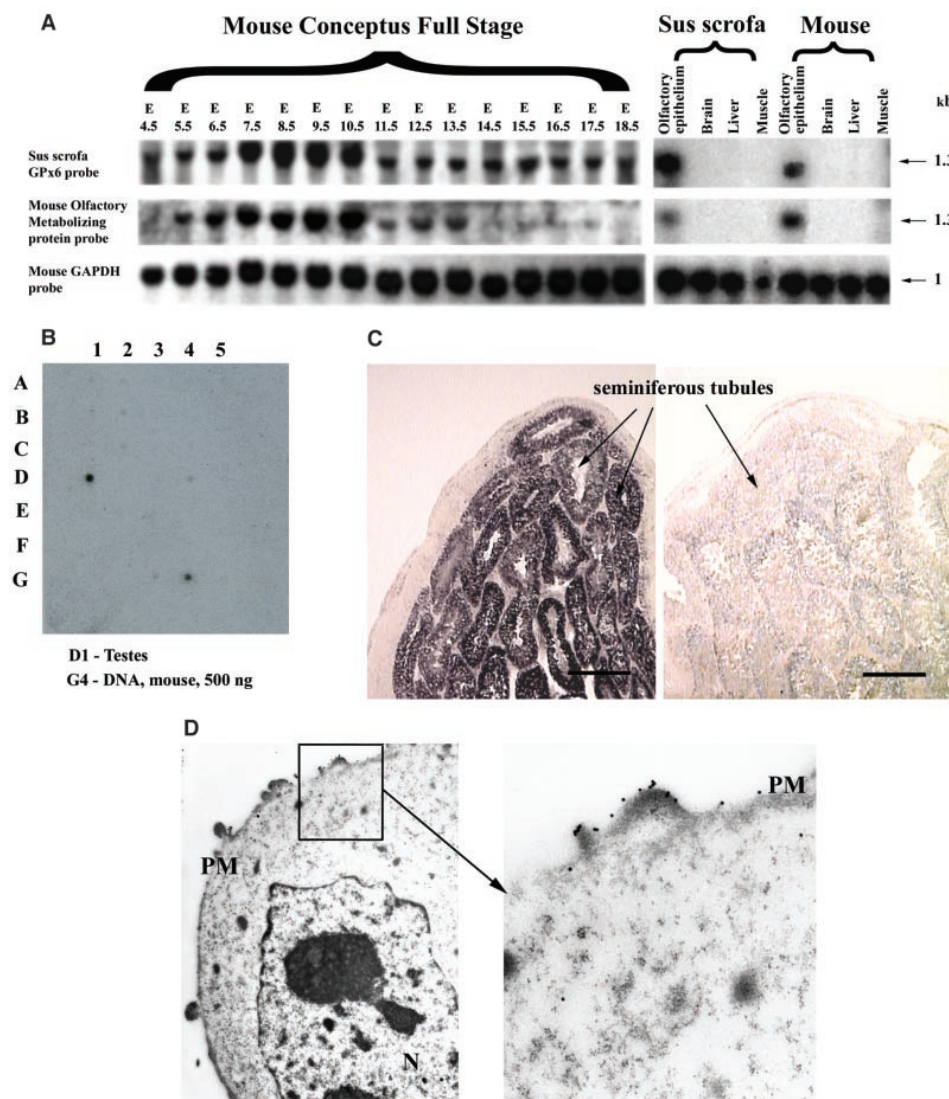 A
Mouse Conceptus Full Stage
Sus scrofa
Mouse
Olfactory epithelium
Brain
Liver
Muscle
Olfactory epithelium
Brain
Liver
Muscle
E E E E E E E E E E E E E E E
4.5 5.5 6.5 7.5 8.5 9.5 10.5 11.5 12.5 13.5 14.5 15.5 16.5 17.5 18.5
Sus scrofa
GPx6 probe
1.3
Mouse Olfactory
Metabolizing
protein probe
1.3
Mouse GAPDH
probe
1
B
1 2 3 4 5
A
B
C
D
E
F
G
D1 - Testes
G4 - DNA, mouse, 500 ng
C
seminiferous tubules
D
PM
N
PM